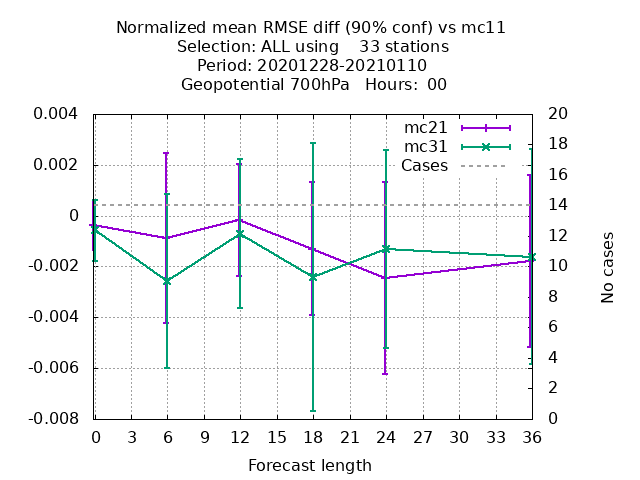 Normalized mean RMSE diff (90% conf) vs mc11
Selection: ALL using    33 stations
Period: 20201228-20210110
Geopotential 700hPa   Hours:  00
mc21
mc31
Cases
0.004
0.002
0
-0.002
-0.004
-0.006
-0.008
20
18
16
14
12
10
8
6
4
2
0
No cases
0 3 6 9 12 15 18 21 24 27 30 33 36
Forecast length